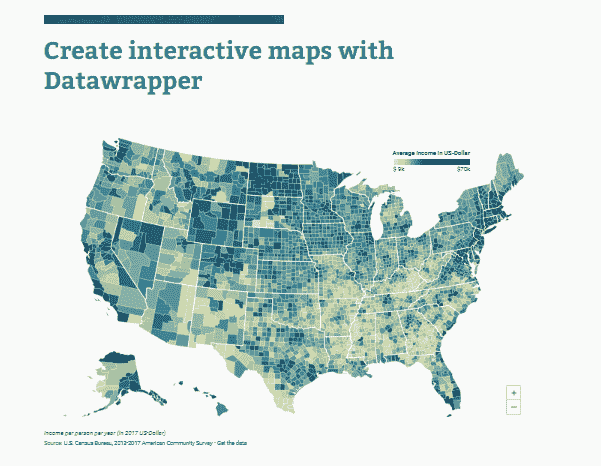 Create interactive maps with
Datawrapper
Average income in US-Dollar
$ 9k $70k
+
−
Income per person per year (in 2017 US-Dollar)
Source: U.S. Census Bureau, 2013-2017 American Community Survey · Get the data